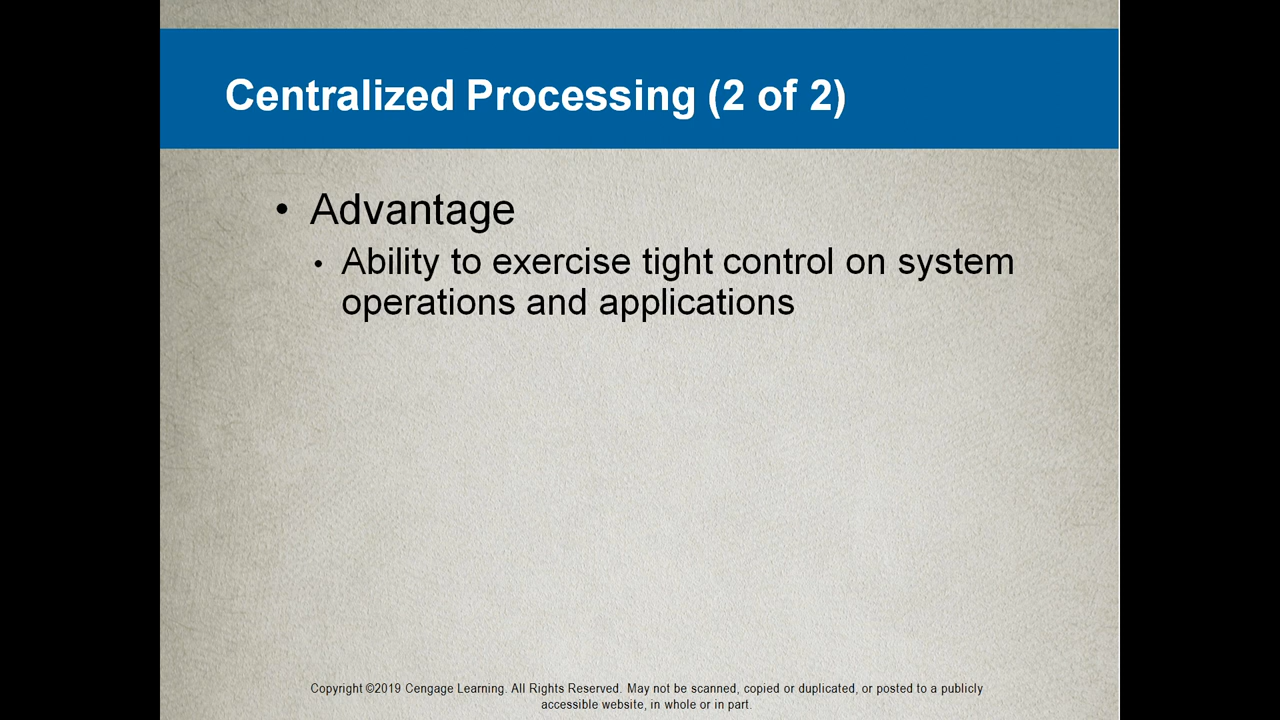 Centralized Processing (2 of 2)
• Advantage
• Ability to exercise tight control on system
operations and applications
Copyright ©2019 Cengage Learning. All Rights Reserved. May not be scanned, copied or duplicated, or posted to a publicly
accessible website, in whole or in part.